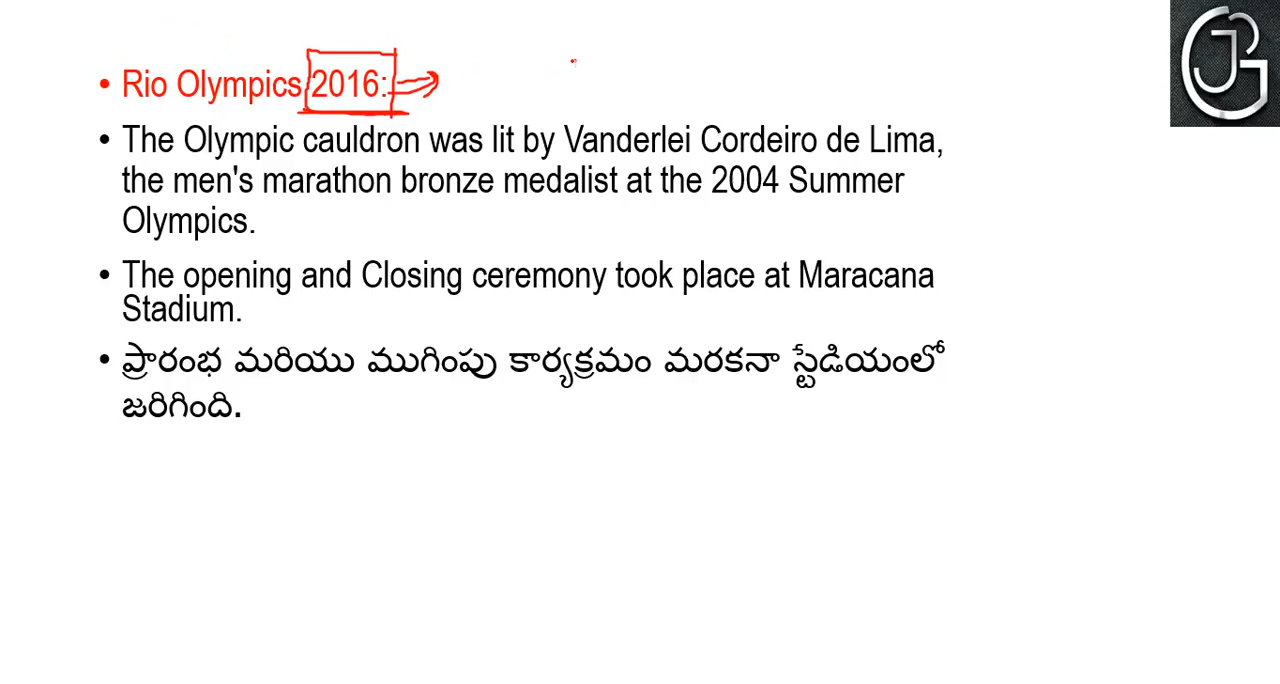 • Rio Olympics 2016:
• The Olympic cauldron was lit by Vanderlei Cordeiro de Lima,
the men's marathon bronze medalist at the 2004 Summer
Olympics.
• The opening and Closing ceremony took place at Maracana
Stadium.
• ప్రారంభ మరియు ముగింపు కార్యక్రమం మరకనా స్టేడియంలో
జరిగింది.